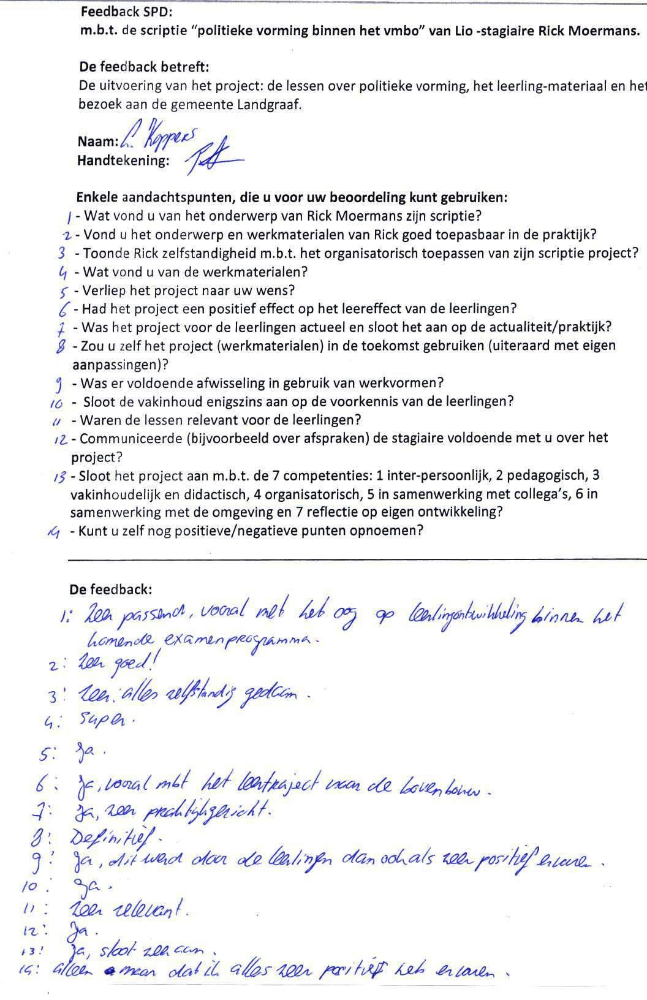 Feedback SPD:
m.b.t. de scriptie “politieke vorming binnen het vmbo” van Lio -stagiaire Rick Moermans.
De feedback betreft:
De uitvoering van het project: de lessen over politieke vorming, het leerling-materiaal en het
bezoek aan de gemeente Landgraaf.
Naam: Koppers
Handtekening:
Enkele aandachtspunten, die u voor uw beoordeling kunt gebruiken:
1 - Wat vond u van het onderwerp van Rick Moermans zijn scriptie?
2 - Vond u het onderwerp en werkmaterialen van Rick goed toepasbaar in de praktijk?
3 - Toonde Rick zelfstandigheid m.b.t. het organisatorisch toepassen van zijn scriptie project?
4 - Wat vond u van de werkmaterialen?
5 - Verliep het project naar uw wens?
6 - Had het project een positief effect op het leereffect van de leerlingen?
7 - Was het project voor de leerlingen actueel en sloot het aan op de actualiteit/praktijk?
8 - Zou u zelf het project (werkmaterialen) in de toekomst gebruiken (uiteraard met eigen
aanpassingen)?
9 - Was er voldoende afwisseling in gebruik van werkvormen?
10 - Sloot de vakinhoud enigszins aan op de voorkennis van de leerlingen?
11 - Waren de lessen relevant voor de leerlingen?
12 - Communiceerde (bijvoorbeeld over afspraken) de stagiaire voldoende met u over het
project?
13 - Sloot het project aan m.b.t. de 7 competenties: 1 inter-persoonlijk, 2 pedagogisch, 3
vakinhoudelijk en didactisch, 4 organisatorisch, 5 in samenwerking met collega’s, 6 in
samenwerking met de omgeving en 7 reflectie op eigen ontwikkeling?
14 - Kunt u zelf nog positieve/negatieve punten opnoemen?
De feedback:
1: Zeer passend, vooral met het oog op leerlingontwikkeling binnen het
komende examenprogramma.
2: Zeer goed!
3: Zeer. alles zelfstandig gedaan.
4: Super.
5: Ja.
6: Ja, vooral mbt het leertraject voor de bovenbouw.
7: Ja, zeer praktijkgericht.
8: Definitief.
9: Ja, dit werd door de leerlingen dan ook als zeer positief ervaren.
10: Ja.
11: Zeer relevant.
12: Ja.
13: Ja, sloot zeer aan.
14: alleen maar dat ik alles zeer positief heb ervaren.